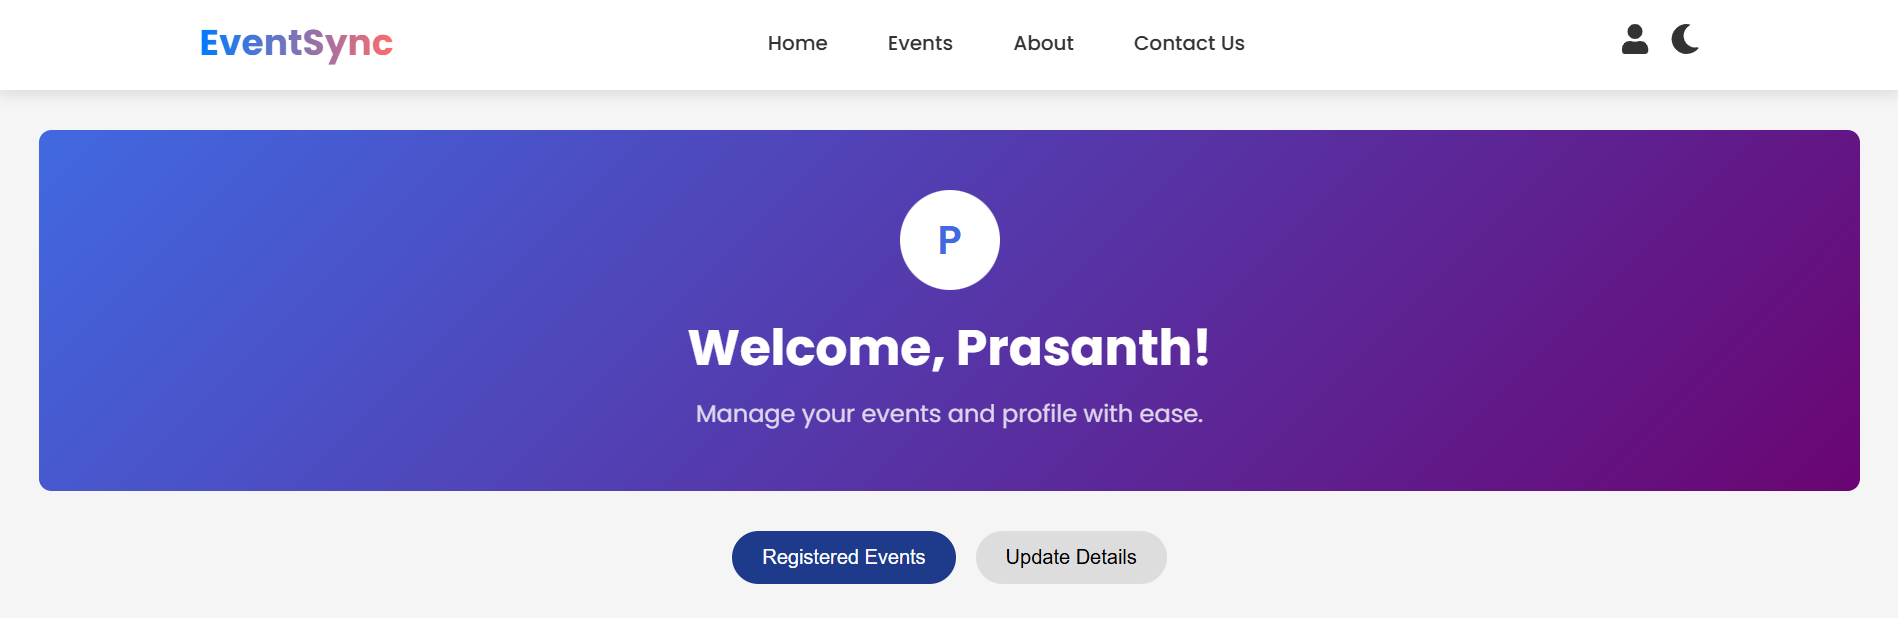 EventSync
Home Events About Contact Us
P
Welcome, Prasanth!
Manage your events and profile with ease.
Registered Events Update Details